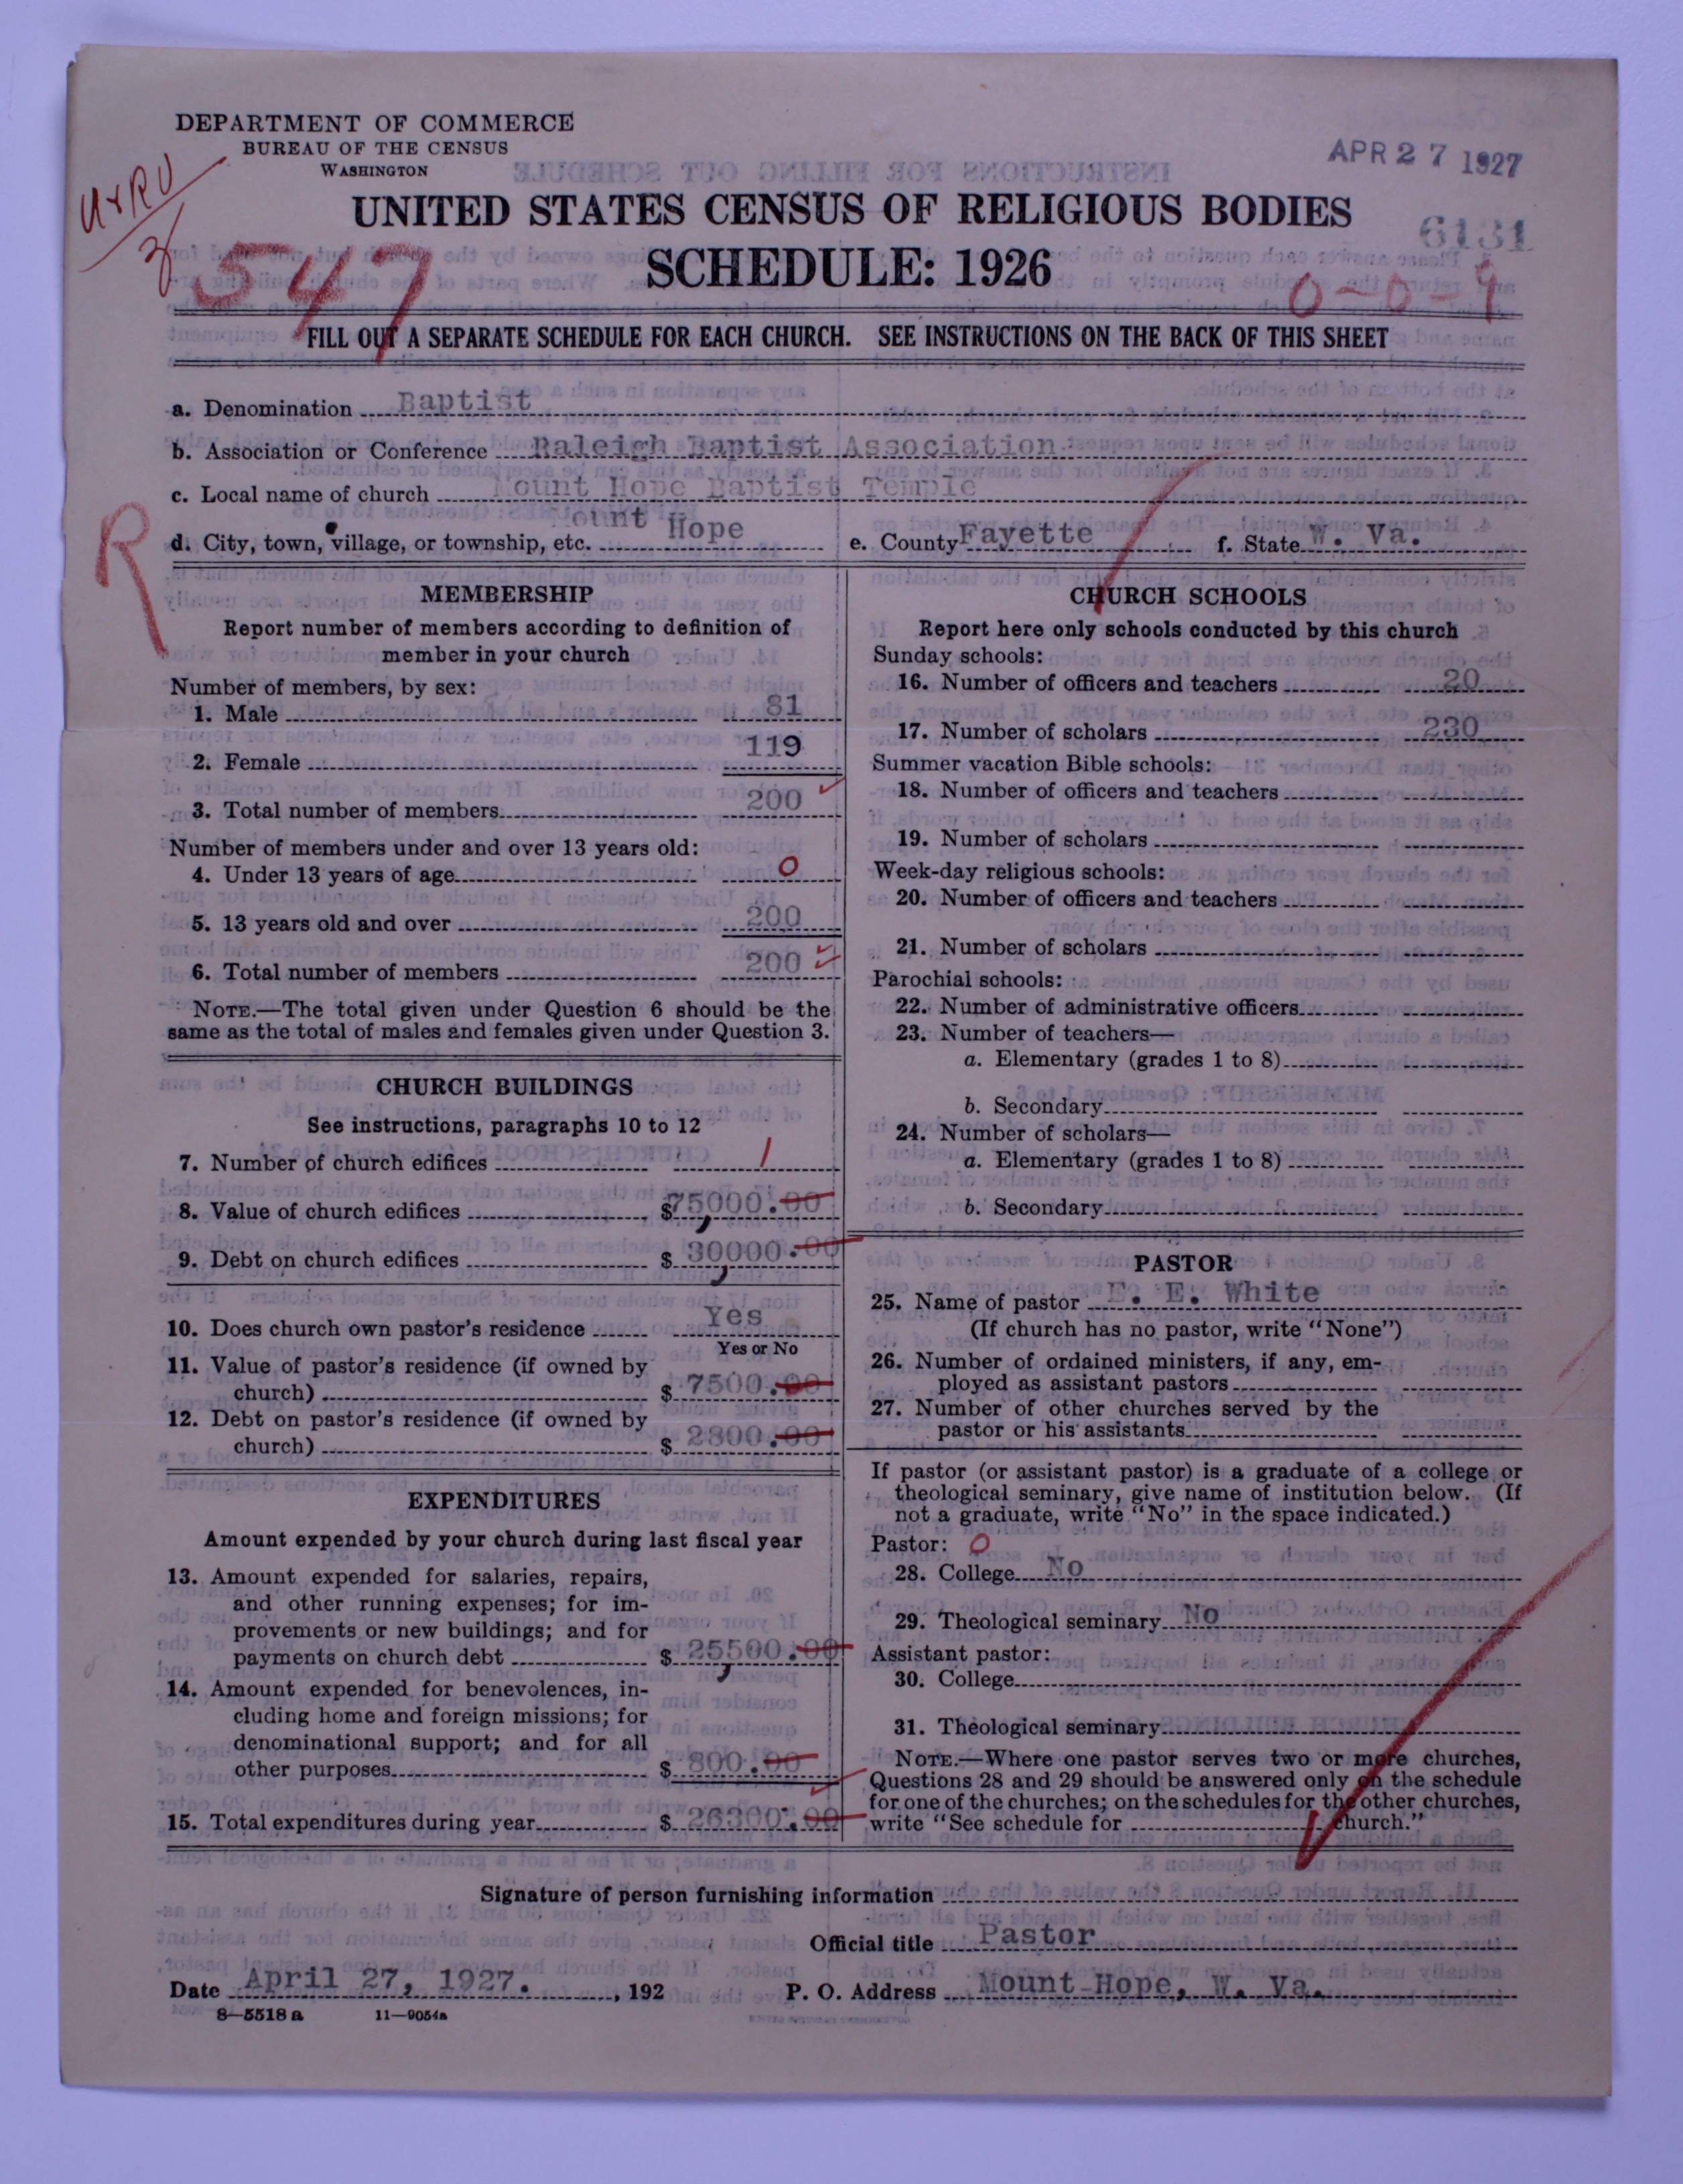 DEPARTMENT OF COMMERCE
BUREAU OF THE CENSUS
WASHINGTON
APR 27 1927
UNITED STATES CENSUS OF RELIGIOUS BODIES
6131
SCHEDULE: 1926
547
0-0-9
FILL OUT A SEPARATE SCHEDULE FOR EACH CHURCH. SEE INSTRUCTIONS ON THE BACK OF THIS SHEET
a. Denomination Baptist
b. Association or Conference Raleigh Baptist Association
c. Local name of church Mount Hope Baptist Temple
d. City, town, village, or township, etc. Mount Hope e. County Fayette f. State W. Va.
R
MEMBERSHIP
Report number of members according to definition of
member in your church
Number of members, by sex:
1. Male 81
2. Female 119
3. Total number of members 200
Number of members under and over 13 years old:
4. Under 13 years of age 0
5. 13 years old and over 200
6. Total number of members 200
NOTE.—The total given under Question 6 should be the
same as the total of males and females given under Question 3.
CHURCH BUILDINGS
See instructions, paragraphs 10 to 12
7. Number of church edifices 1
8. Value of church edifices $75000.00
9. Debt on church edifices $ 30000.00
10. Does church own pastor's residence Yes
Yes or No
11. Value of pastor's residence (if owned by
church) $ 7500.00
12. Debt on pastor's residence (if owned by
church) $ 2800.00
EXPENDITURES
Amount expended by your church during last fiscal year
13. Amount expended for salaries, repairs,
and other running expenses; for im-
provements or new buildings; and for
payments on church debt $ 25500.00
14. Amount expended for benevolences, in-
cluding home and foreign missions; for
denominational support; and for all
other purposes $ 800.00
15. Total expenditures during year $ 26300.00
CHURCH SCHOOLS
Report here only schools conducted by this church
Sunday schools:
16. Number of officers and teachers 20
17. Number of scholars 230
Summer vacation Bible schools:
18. Number of officers and teachers
19. Number of scholars
Week-day religious schools:
20. Number of officers and teachers
21. Number of scholars
Parochial schools:
22. Number of administrative officers
23. Number of teachers—
a. Elementary (grades 1 to 8)
b. Secondary
24. Number of scholars—
a. Elementary (grades 1 to 8)
b. Secondary
PASTOR
25. Name of pastor E. E. White
(If church has no pastor, write "None")
26. Number of ordained ministers, if any, em-
ployed as assistant pastors
27. Number of other churches served by the
pastor or his assistants
If pastor (or assistant pastor) is a graduate of a college or
theological seminary, give name of institution below. (If
not a graduate, write "No" in the space indicated.)
Pastor: 0
28. College No
29. Theological seminary No
Assistant pastor:
30. College
31. Theological seminary
NOTE.—Where one pastor serves two or more churches,
Questions 28 and 29 should be answered only on the schedule
for one of the churches; on the schedules for the other churches,
write "See schedule for church."
Signature of person furnishing information
Official title Pastor
Date April 27, 1927. , 192 P. O. Address Mount Hope, W. Va.
8—5518 a 11—9054a